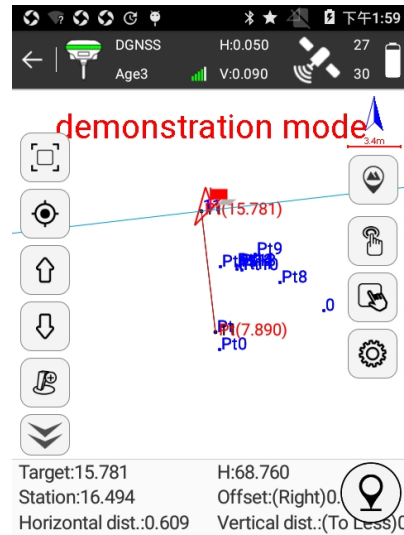 下午1:59
DGNSS H:0.050 27
Age3 V:0.090 30
demonstration mode
3.4m
(15.781)
Pt9
Pt8
.0
(7.890)
.Pt0
Target:15.781 H:68.760
Station:16.494 Offset:(Right)0.
Horizontal dist.:0.609 Vertical dist.:(To Less)0